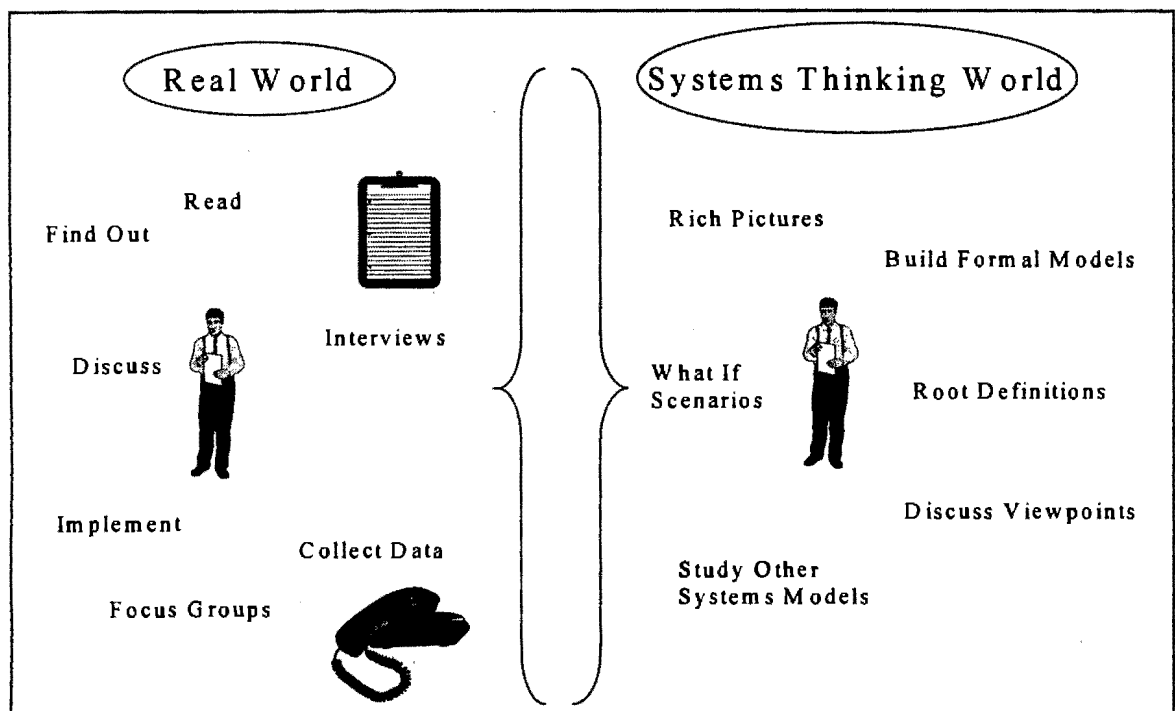 Real World
Read
Find Out
Interviews
Discuss
Implement
Collect Data
Focus Groups
Systems Thinking World
Rich Pictures
Build Formal Models
What If
Scenarios
Root Definitions
Discuss Viewpoints
Study Other
Systems Models